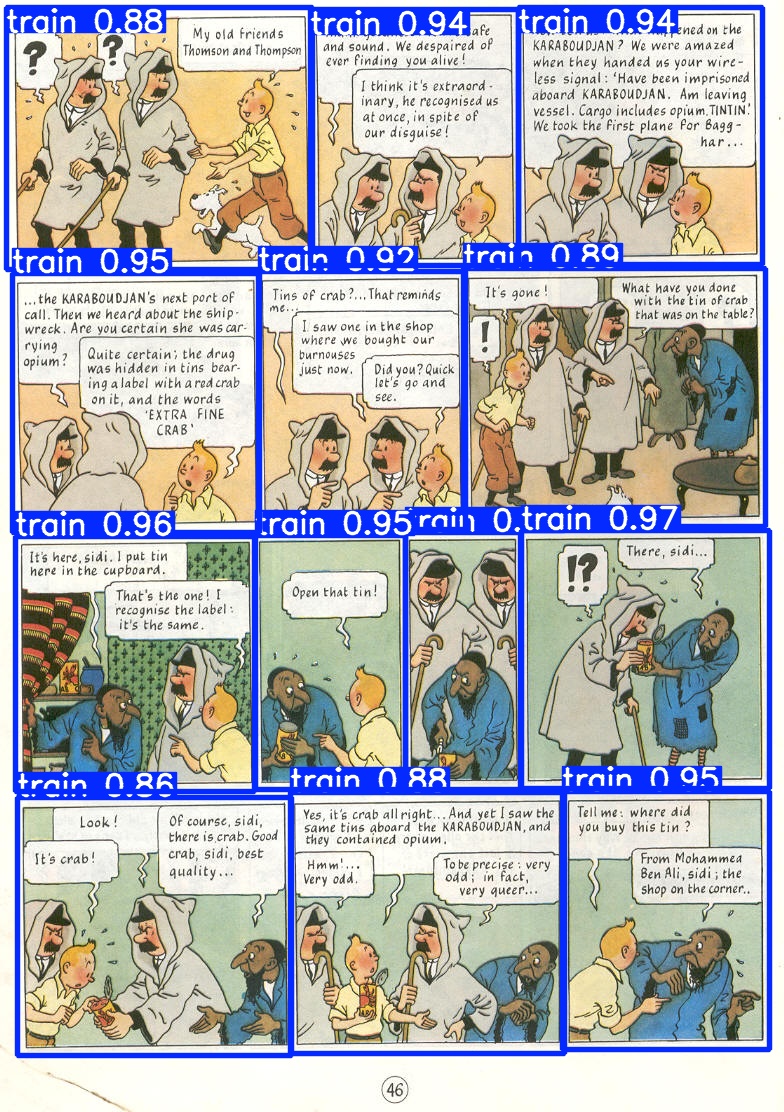 train 0.88
?
?
My old friends
Thomson and Thompson
train 0.94
safe
and sound. We despaired of
ever finding you alive!
I think it's extraord-
inary, he recognised us
at once, in spite of
our disguise!
train 0.94
on the
KARABOUDJAN? We were amazed
when they handed us your wire-
less signal: 'Have been imprisoned
aboard KARABOUDJAN. Am leaving
vessel. Cargo includes opium. TINTIN.'
We took the first plane for Bagg-
har...
train 0.95
...the KARABOUDJAN's next port of
call. Then we heard about the ship-
wreck. Are you certain she was car-
rying
opium?
Quite certain; the drug
was hidden in tins bear-
ing a label with a red crab
on it, and the words
'EXTRA FINE
CRAB'
train 0.92
Tins of crab?...That reminds
me...
I saw one in the shop
where we bought our
burnouses
just now.
Did you? Quick
let's go and
see.
train 0.89
It's gone!
!
What have you done
with the tin of crab
that was on the table?
train 0.96
It's here, sidi. I put tin
here in the cupboard.
That's the one! I
recognise the label:
it's the same.
train 0.95
Open that tin!
train 0.
train 0.97
!?
There, sidi...
train 0.86
Look!
It's crab!
Of course, sidi,
there is crab. Good
crab, sidi, best
quality...
train 0.88
Yes, it's crab all right... And yet I saw the
same tins aboard the KARABOUDJAN, and
they contained opium.
Hmm!...
Very odd.
To be precise: very
odd; in fact,
very queer...
train 0.95
Tell me: where did
you buy this tin?
From Mohammed
Ben Ali, sidi; the
shop on the corner..
46